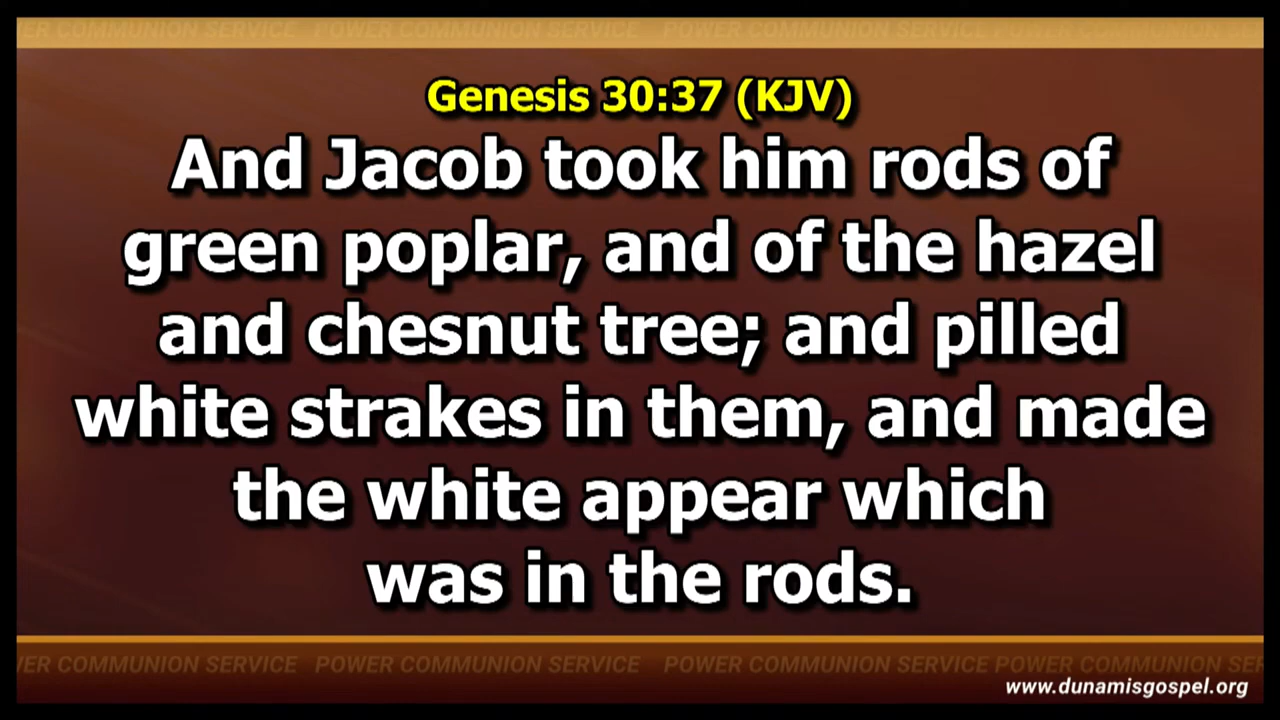 ER COMMUNION SERVICE POWER COMMUNION SERVICE POWER COMMUNION SERVICE POWER COMMUNION SER
Genesis 30:37 (KJV)
And Jacob took him rods of
green poplar, and of the hazel
and chesnut tree; and pilled
white strakes in them, and made
the white appear which
was in the rods.
VER COMMUNION SERVICE POWER COMMUNION SERVICE POWER COMMUNION SERVICE POWER COMMUNION SER
www.dunamisgospel.org